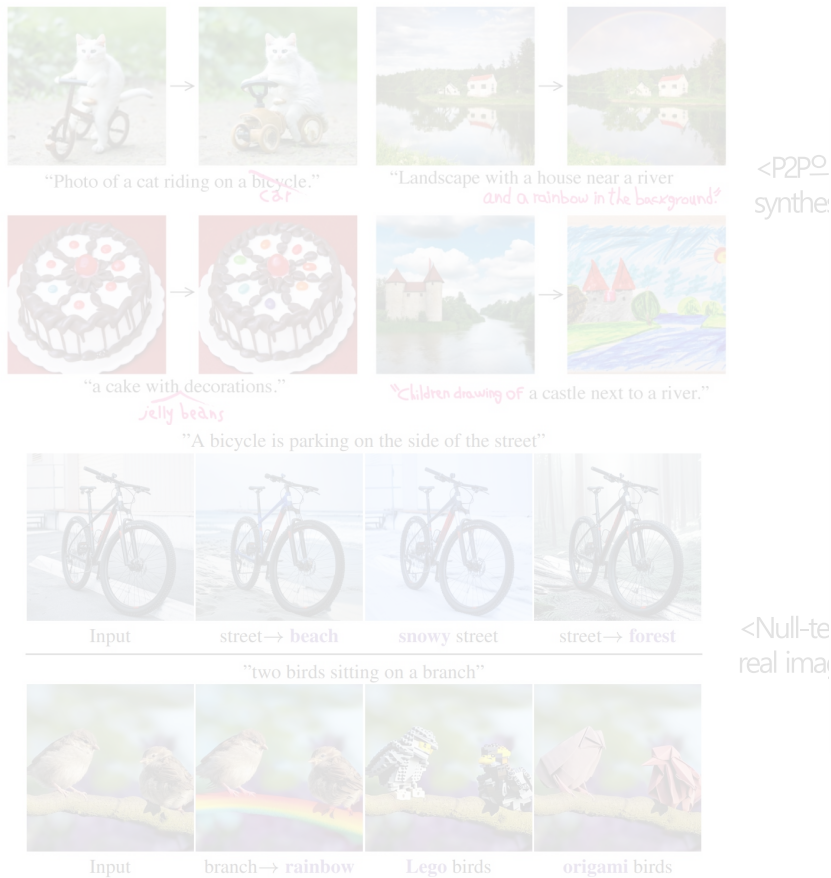 “Photo of a cat riding on a bicycle.”
car
“Landscape with a house near a river
and a rainbow in the background.”
<P2P으
synthes
“a cake with decorations.”
jelly beans
“Children drawing of a castle next to a river.”
”A bicycle is parking on the side of the street”
Input street→ beach snowy street street→ forest
<Null-te
real imag
”two birds sitting on a branch”
Input branch→ rainbow Lego birds origami birds